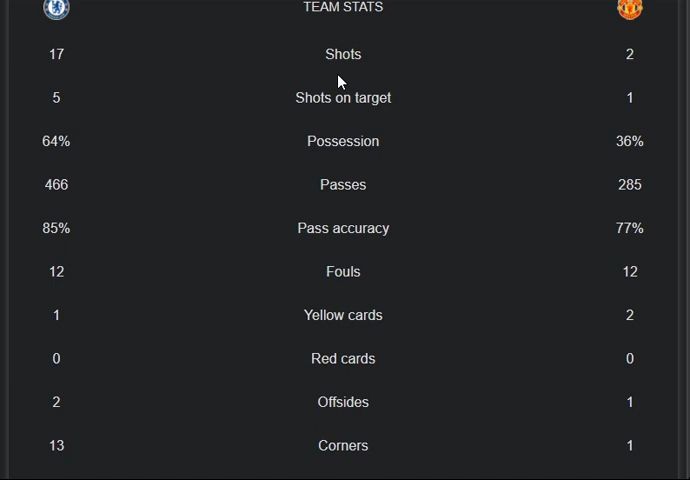 TEAM STATS
17 Shots 2
5 Shots on target 1
64% Possession 36%
466 Passes 285
85% Pass accuracy 77%
12 Fouls 12
1 Yellow cards 2
0 Red cards 0
2 Offsides 1
13 Corners 1